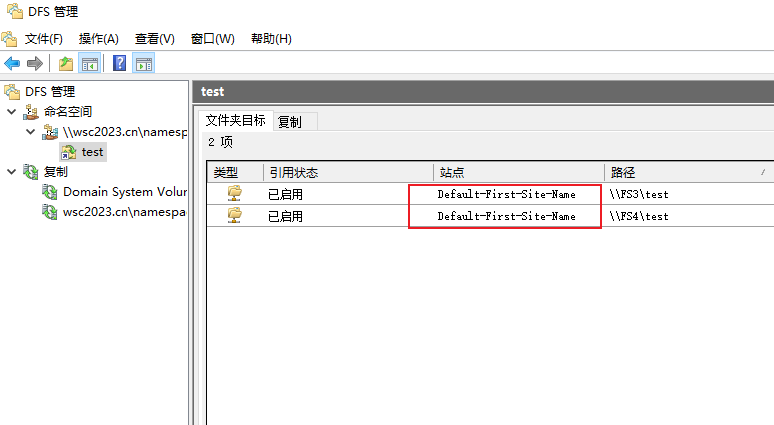 DFS 管理
文件(F) 操作(A) 查看(V) 窗口(W) 帮助(H)
DFS 管理
命名空间
\\wsc2023.cn\namesp
test
复制
Domain System Volu
wsc2023.cn\namespa
test
文件夹目标 复制
2 项
类型 引用状态 站点 路径
已启用 Default-First-Site-Name \\FS3\test
已启用 Default-First-Site-Name \\FS4\test